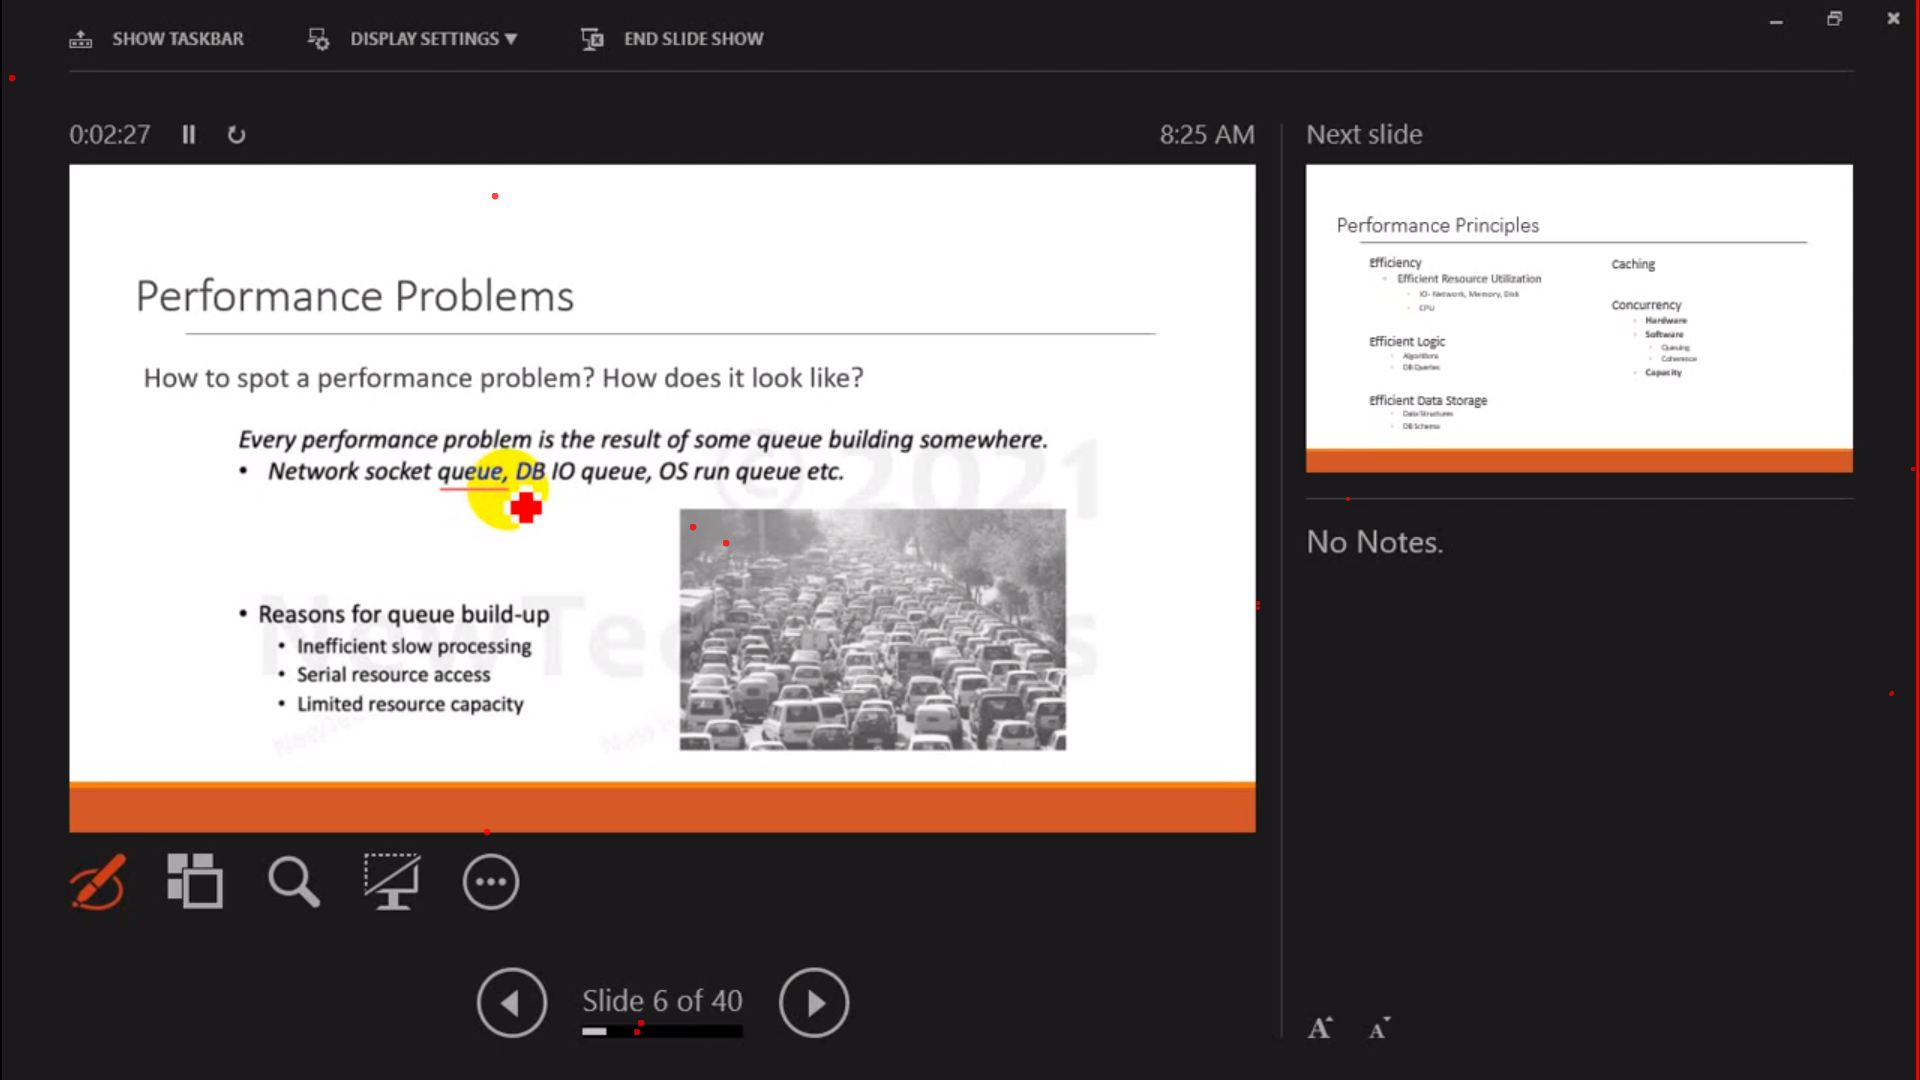 SHOW TASKBAR
DISPLAY SETTINGS ▼
END SLIDE SHOW
0:02:27
8:25 AM
Performance Problems
How to spot a performance problem? How does it look like?
Every performance problem is the result of some queue building somewhere.
• Network socket queue, DB IO queue, OS run queue etc.
• Reasons for queue build-up
• Inefficient slow processing
• Serial resource access
• Limited resource capacity
© 2021
Slide 6 of 40
Next slide
Performance Principles
Efficiency
Efficient Resource Utilization
IO- Network, Memory, Disk
CPU
Efficient Logic
Algorithms
DB Queries
Efficient Data Storage
Data Structures
DB Schema
Caching
Concurrency
Hardware
Software
Queuing
Coherence
Capacity
No Notes.
A A